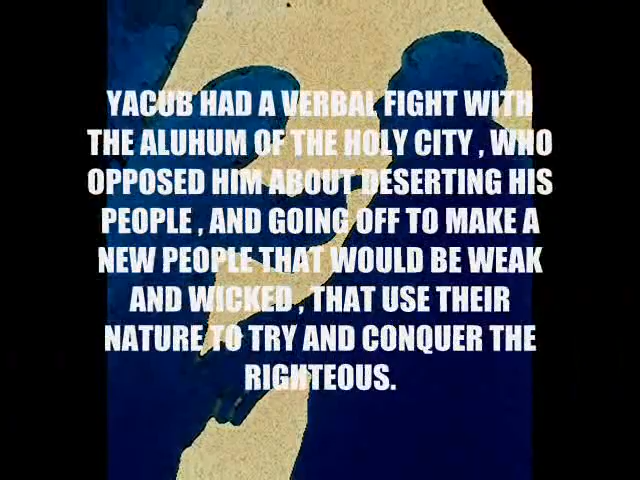 YACUB HAD A VERBAL FIGHT WITH
THE ALUHUM OF THE HOLY CITY , WHO
OPPOSED HIM ABOUT DESERTING HIS
PEOPLE , AND GOING OFF TO MAKE A
NEW PEOPLE THAT WOULD BE WEAK
AND WICKED , THAT USE THEIR
NATURE TO TRY AND CONQUER THE
RIGHTEOUS.